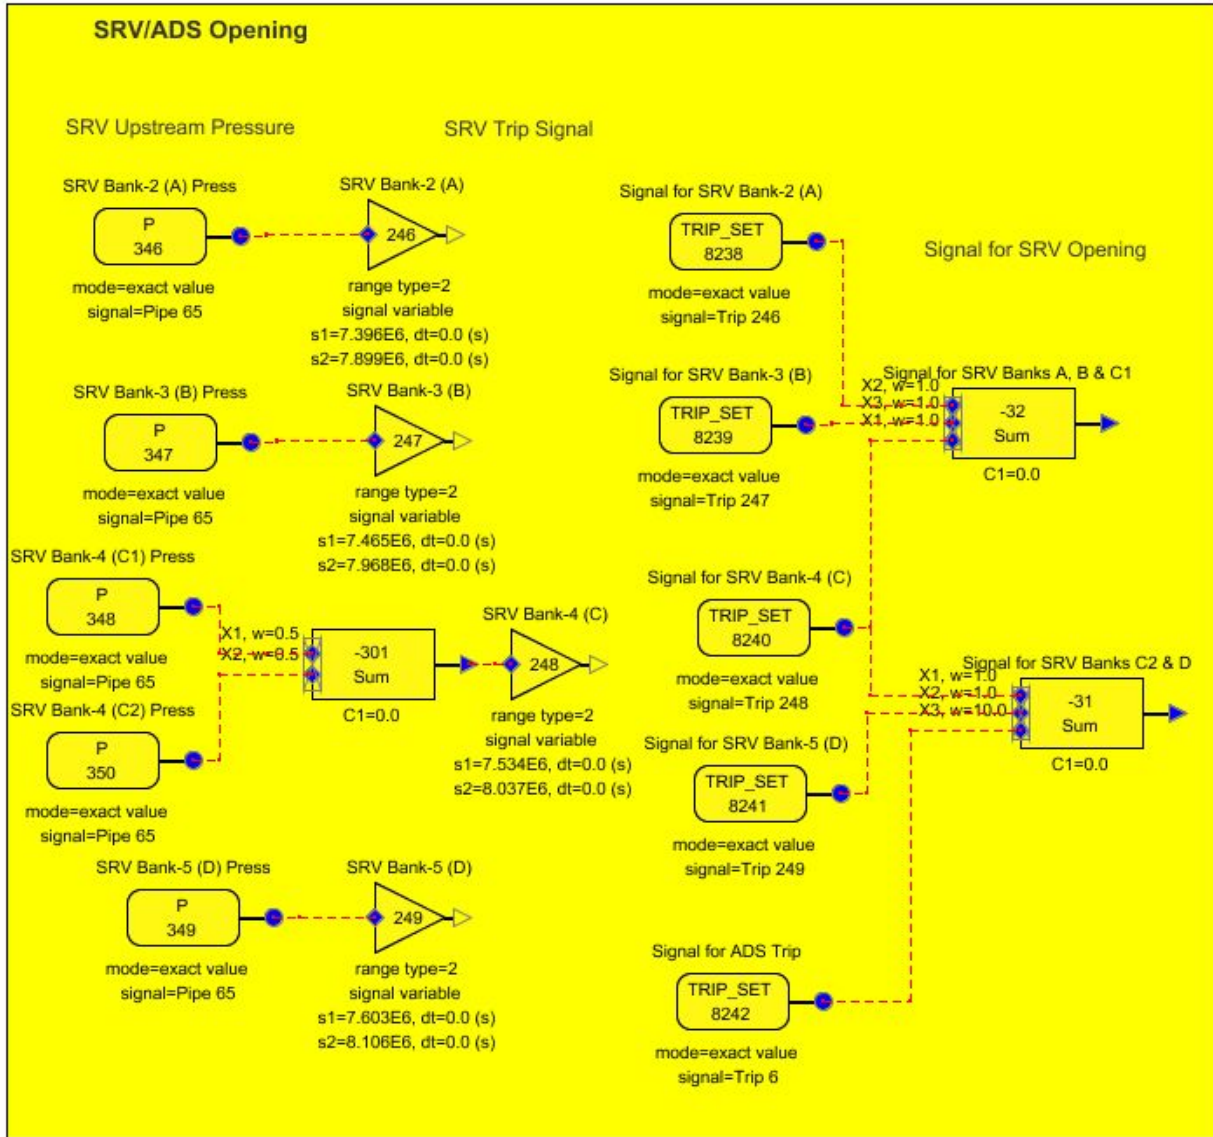 SRV/ADS Opening
SRV Upstream Pressure
SRV Trip Signal
SRV Bank-2 (A) Press
P
346
mode=exact value
signal=Pipe 65
SRV Bank-2 (A)
246
range type=2
signal variable
s1=7.396E6, dt=0.0 (s)
s2=7.899E6, dt=0.0 (s)
SRV Bank-3 (B) Press
P
347
mode=exact value
signal=Pipe 65
SRV Bank-3 (B)
247
range type=2
signal variable
s1=7.465E6, dt=0.0 (s)
s2=7.968E6, dt=0.0 (s)
SRV Bank-4 (C1) Press
P
348
mode=exact value
signal=Pipe 65
SRV Bank-4 (C2) Press
P
350
mode=exact value
signal=Pipe 65
X1, w=0.5
X2, w=0.5
-301
Sum
C1=0.0
SRV Bank-4 (C)
248
range type=2
signal variable
s1=7.534E6, dt=0.0 (s)
s2=8.037E6, dt=0.0 (s)
SRV Bank-5 (D) Press
P
349
mode=exact value
signal=Pipe 65
SRV Bank-5 (D)
249
range type=2
signal variable
s1=7.603E6, dt=0.0 (s)
s2=8.106E6, dt=0.0 (s)
Signal for SRV Bank-2 (A)
TRIP_SET
8238
mode=exact value
signal=Trip 246
Signal for SRV Opening
Signal for SRV Bank-3 (B)
TRIP_SET
8239
mode=exact value
signal=Trip 247
Signal for SRV Banks A, B & C1
X2, w=1.0
X3, w=1.0
X1, w=1.0
-32
Sum
C1=0.0
Signal for SRV Bank-4 (C)
TRIP_SET
8240
mode=exact value
signal=Trip 248
Signal for SRV Banks C2 & D
X1, w=1.0
X2, w=1.0
X3, w=10.0
-31
Sum
C1=0.0
Signal for SRV Bank-5 (D)
TRIP_SET
8241
mode=exact value
signal=Trip 249
Signal for ADS Trip
TRIP_SET
8242
mode=exact value
signal=Trip 6